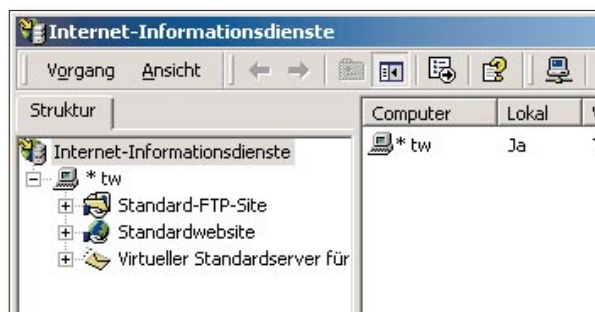 Internet-Informationsdienste
Vorgang Ansicht
Struktur
Internet-Informationsdienste
* tw
Standard-FTP-Site
Standardwebsite
Virtueller Standardserver für
Computer Lokal
* tw Ja